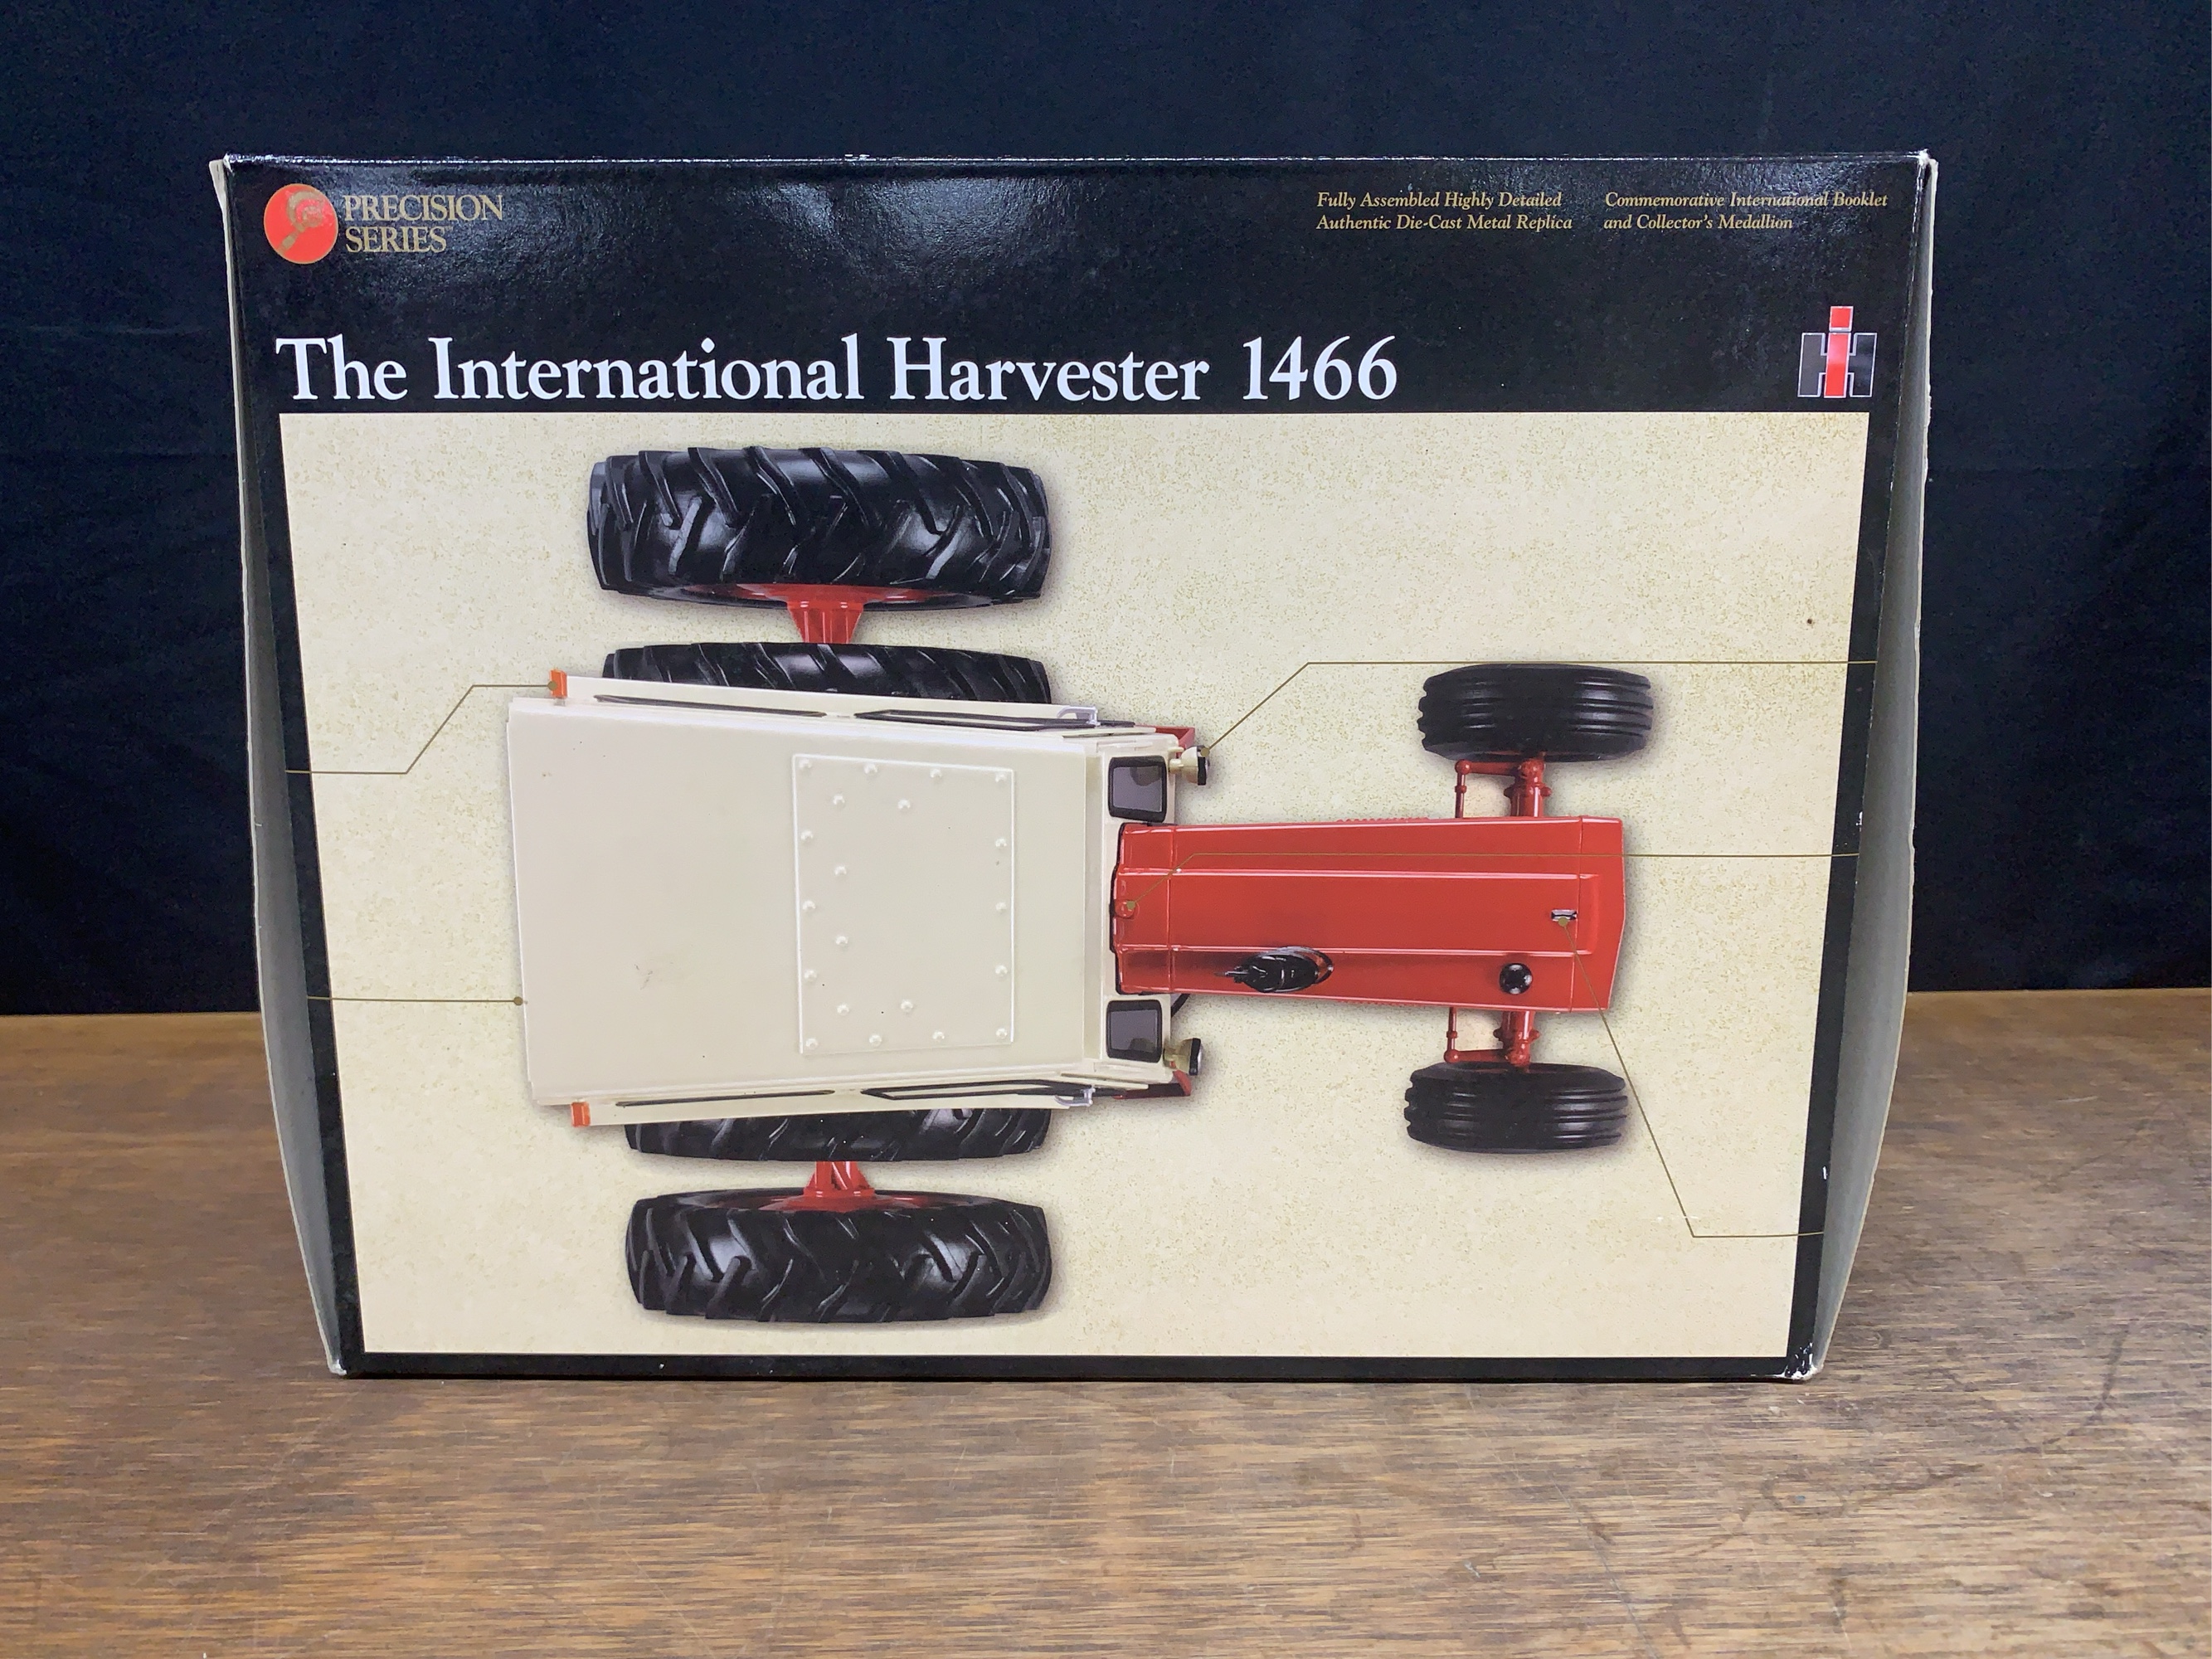 PRECISION
SERIES
Fully Assembled Highly Detailed
Authentic Die-Cast Metal Replica
Commemorative International Booklet
and Collector's Medallion
The International Harvester 1466
IH